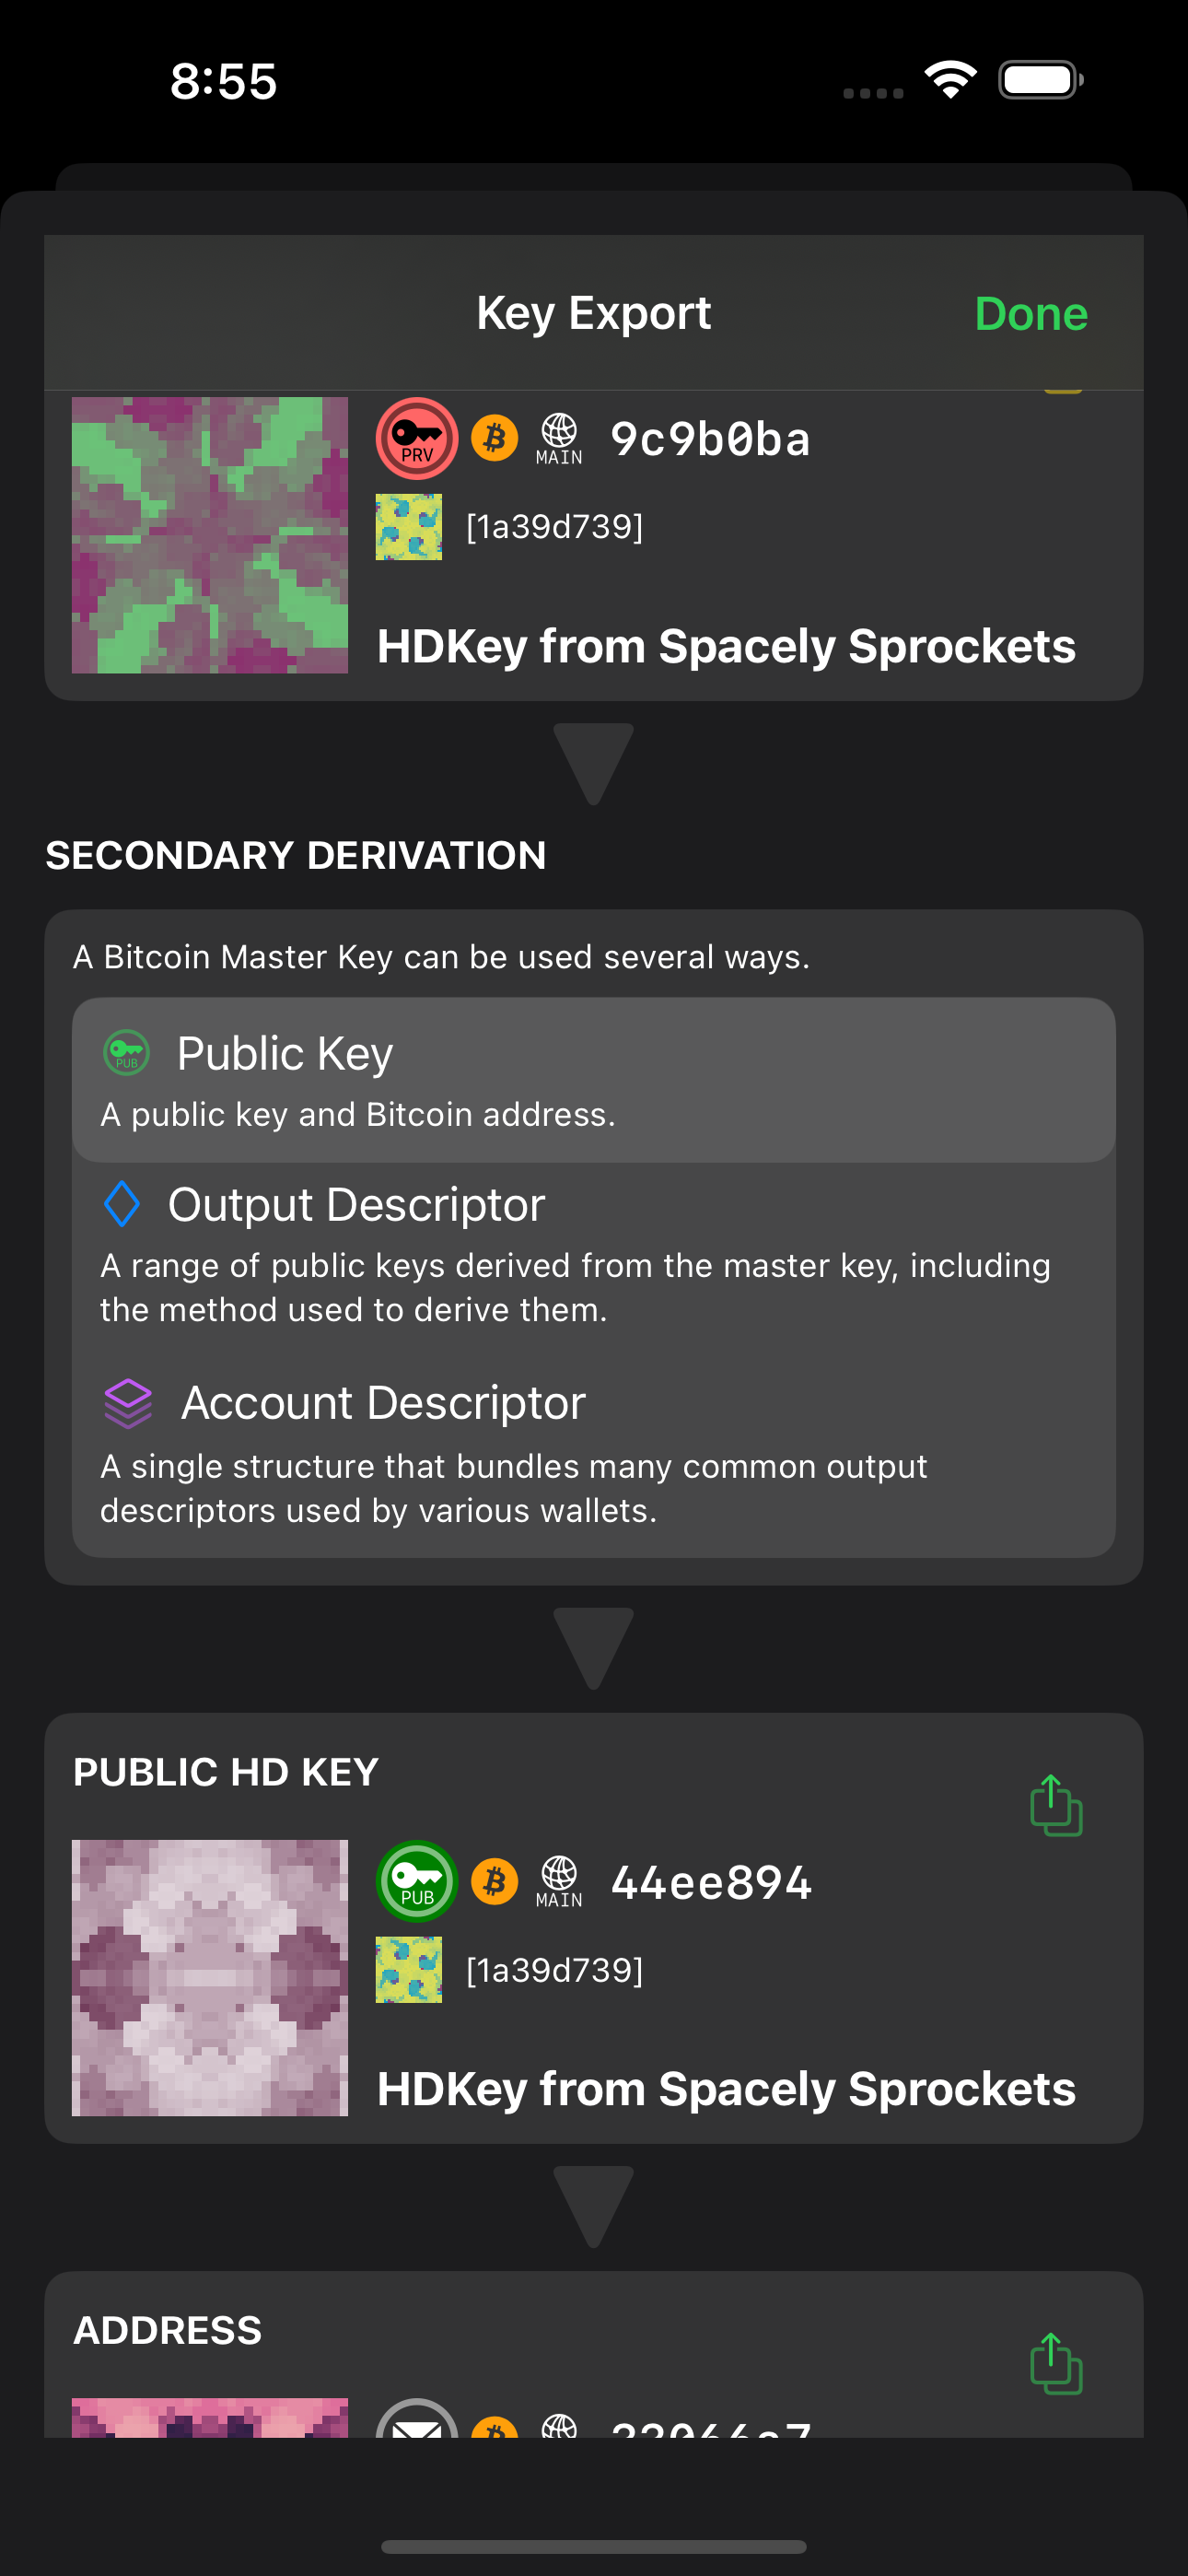 8:55
Key Export
Done
PRV
MAIN
9c9b0ba
[1a39d739]
HDKey from Spacely Sprockets
SECONDARY DERIVATION
A Bitcoin Master Key can be used several ways.
PUB
Public Key
A public key and Bitcoin address.
Output Descriptor
A range of public keys derived from the master key, including
the method used to derive them.
Account Descriptor
A single structure that bundles many common output
descriptors used by various wallets.
PUBLIC HD KEY
PUB
MAIN
44ee894
[1a39d739]
HDKey from Spacely Sprockets
ADDRESS